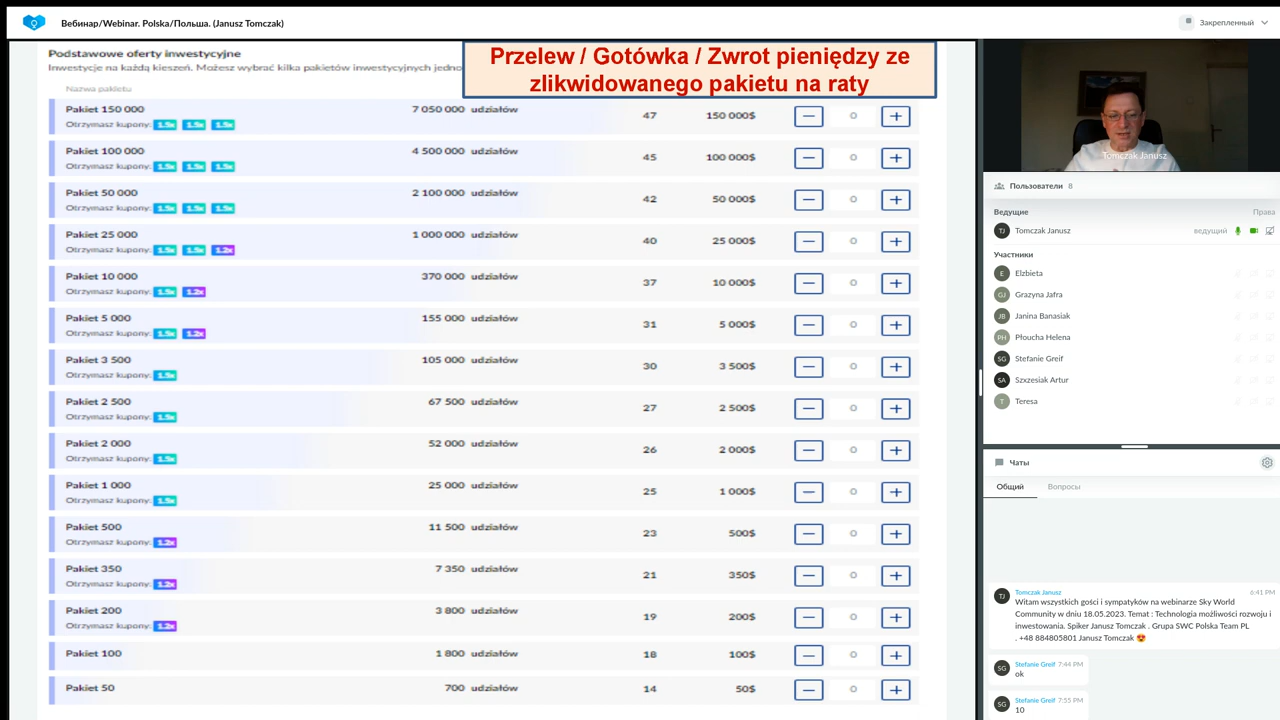 Вебинар/Webinar. Polska/Польша. (Janusz Tomczak)
Закрепленный
Podstawowe oferty inwestycyjne
Inwestycje na każdą kieszeń. Możesz wybrać kilka pakietów inwestycyjnych jedno
Przelew / Gotówka / Zwrot pieniędzy ze
zlikwidowanego pakietu na raty
Nazwa pakietu
Pakiet 150 000 7 050 000 udziałów 47 150 000$ 0
Otrzymasz kupony: 1.5x 1.5x 1.5x
Pakiet 100 000 4 500 000 udziałów 45 100 000$ 0
Otrzymasz kupony: 1.5x 1.5x 1.5x
Pakiet 50 000 2 100 000 udziałów 42 50 000$ 0
Otrzymasz kupony: 1.5x 1.5x 1.5x
Pakiet 25 000 1 000 000 udziałów 40 25 000$ 0
Otrzymasz kupony: 1.5x 1.5x 1.2x
Pakiet 10 000 370 000 udziałów 37 10 000$ 0
Otrzymasz kupony: 1.5x 1.2x
Pakiet 5 000 155 000 udziałów 31 5 000$ 0
Otrzymasz kupony: 1.5x 1.2x
Pakiet 3 500 105 000 udziałów 30 3 500$ 0
Otrzymasz kupony: 1.5x
Pakiet 2 500 67 500 udziałów 27 2 500$ 0
Otrzymasz kupony: 1.5x
Pakiet 2 000 52 000 udziałów 26 2 000$ 0
Otrzymasz kupony: 1.5x
Pakiet 1 000 25 000 udziałów 25 1 000$ 0
Otrzymasz kupony: 1.5x
Pakiet 500 11 500 udziałów 23 500$ 0
Otrzymasz kupony: 1.2x
Pakiet 350 7 350 udziałów 21 350$ 0
Otrzymasz kupony: 1.2x
Pakiet 200 3 800 udziałów 19 200$ 0
Otrzymasz kupony: 1.2x
Pakiet 100 1 800 udziałów 18 100$ 0
Pakiet 50 700 udziałów 14 50$ 0
Tomczak Janusz
Пользователи 8
Ведущие Права
TJ Tomczak Janusz ведущий
Участники
E Elzbieta
GJ Grazyna Jafra
JB Janina Banasiak
PH Płoucha Helena
SG Stefanie Greif
SA Szxzesiak Artur
T Teresa
Чаты
Общий Вопросы
TJ Tomczak Janusz 6:41 PM
Witam wszystkich gości i sympatyków na webinarze Sky World
Community w dniu 18.05.2023. Temat : Technologia możliwości rozwoju i
inwestowania. Spiker Janusz Tomczak . Grupa SWC Polska Team PL
. +48 884805801 Janusz Tomczak 😍
SG Stefanie Greif 7:44 PM
ok
SG Stefanie Greif 7:55 PM
10